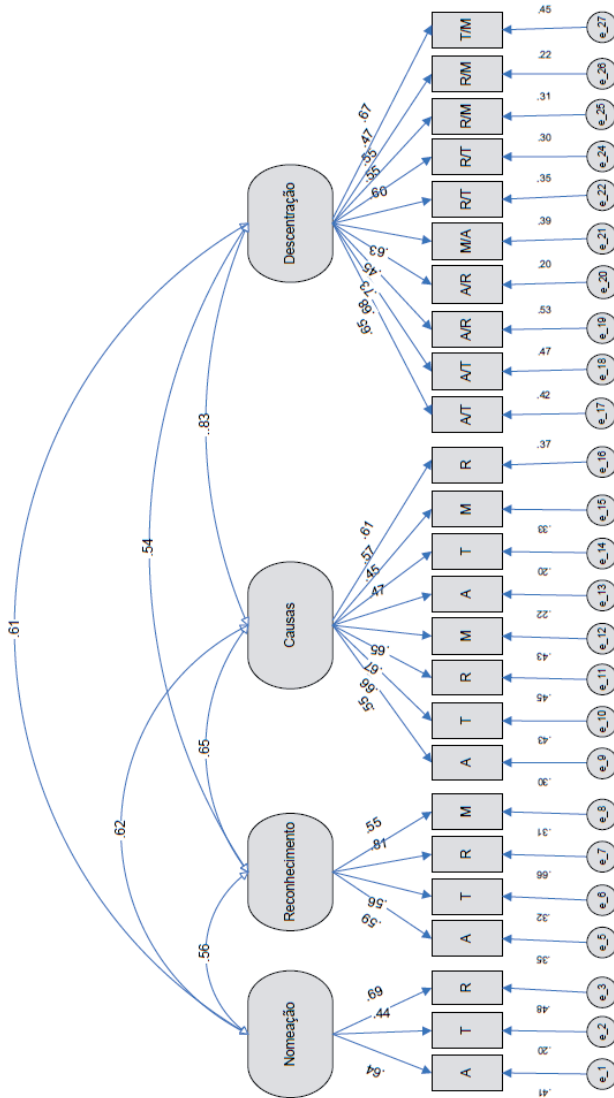 .61
.54
.83
.62
.65
.56
Descentração
.67
.47
.55
.55
.60
.63
.45
.73
.68
.65
T/M
R/M
R/M
R/T
R/T
M/A
A/R
A/R
A/T
A/T
.45
.22
.31
.30
.35
.39
.20
.53
.47
.42
e_27
e_26
e_25
e_24
e_22
e_21
e_20
e_19
e_18
e_17
Causas
.61
.57
.45
.47
.65
.67
.66
.55
R
M
T
A
M
R
T
A
.37
.33
.20
.22
.43
.45
.43
.30
e_16
e_15
e_14
e_13
e_12
e_11
e_10
e_9
Reconhecimento
.55
.81
.56
.59
M
R
T
A
.31
.66
.32
.35
e_8
e_7
e_6
e_5
Nomeação
.69
.44
.64
R
T
A
.48
.20
.41
e_3
e_2
e_1